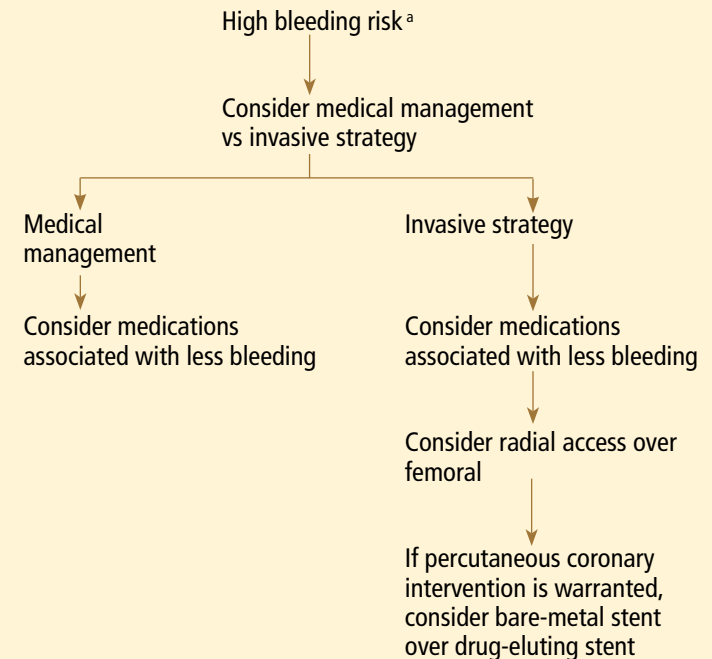 High bleeding risk a
Consider medical management
vs invasive strategy
Medical
management
Consider medications
associated with less bleeding
Invasive strategy
Consider medications
associated with less bleeding
Consider radial access over
femoral
If percutaneous coronary
intervention is warranted,
consider bare-metal stent
over drug-eluting stent